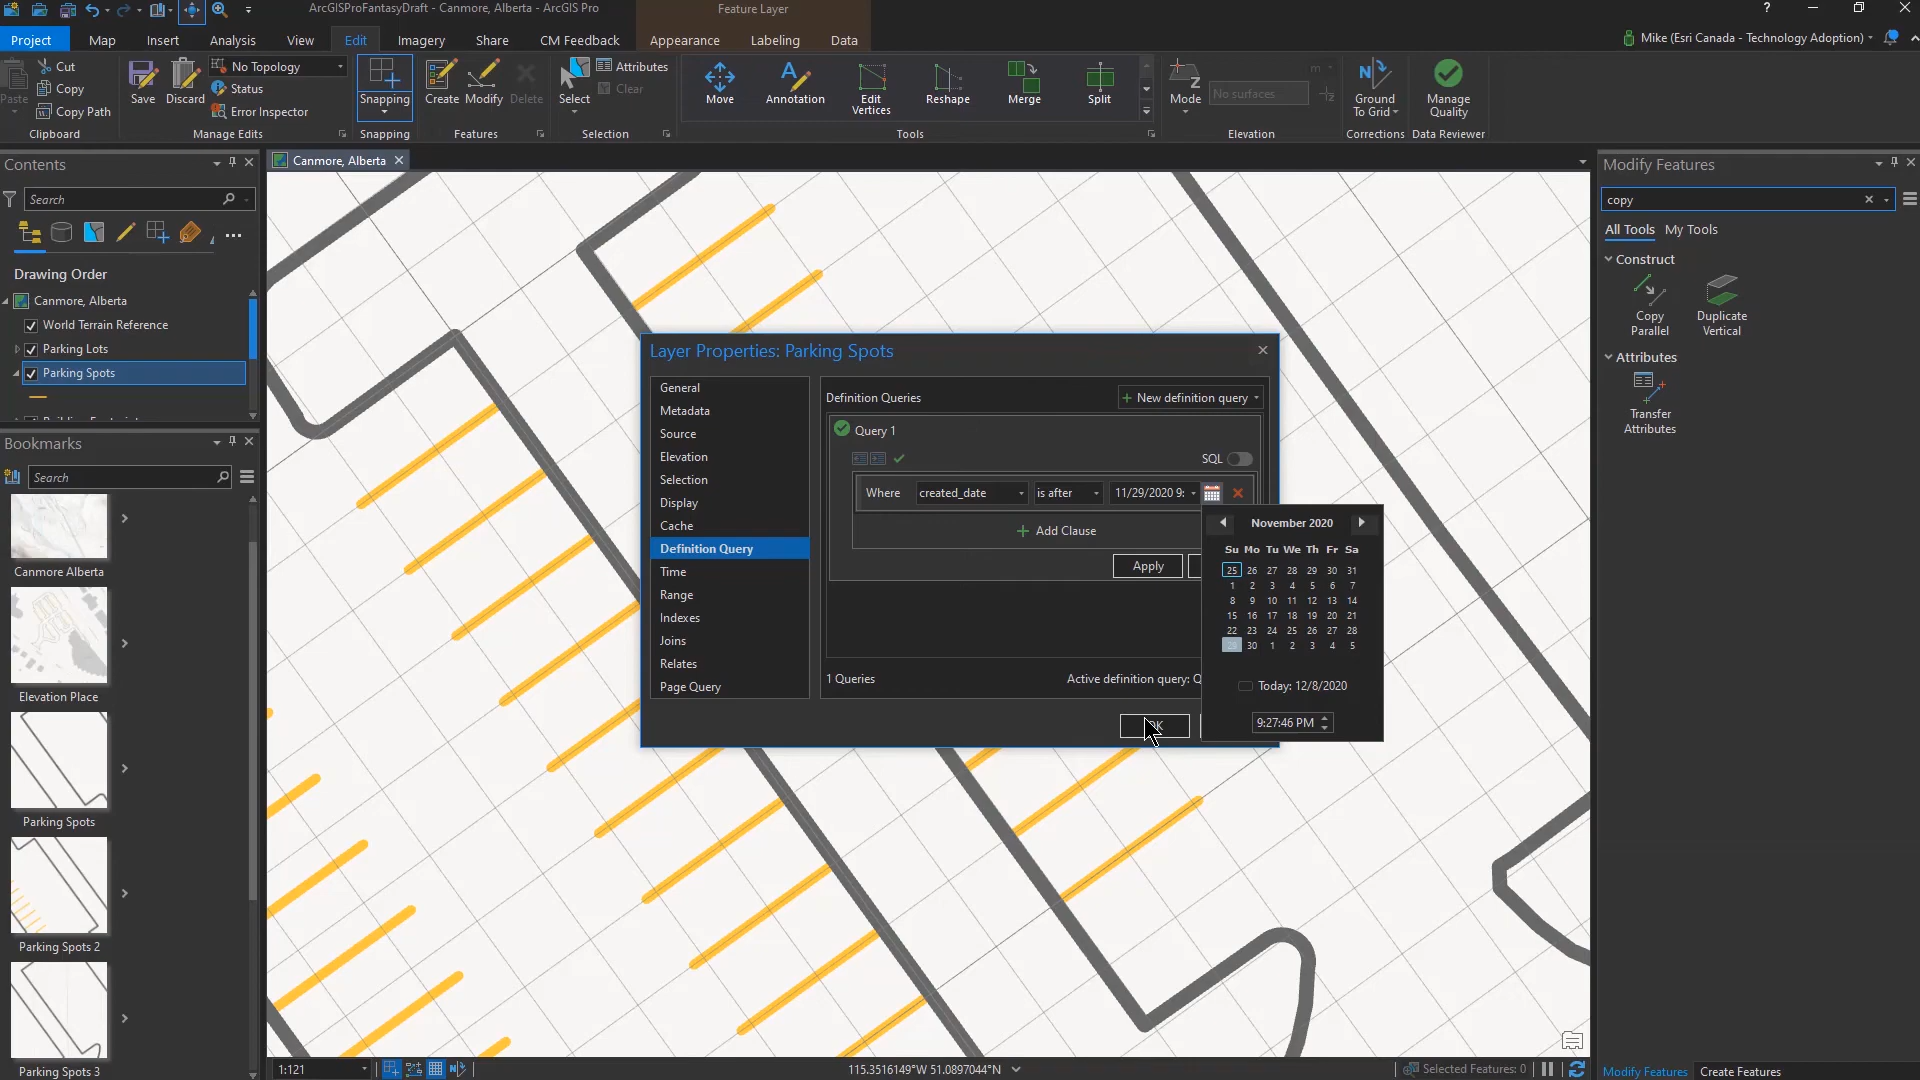 ArcGISProFantasyDraft - Canmore, Alberta - ArcGIS Pro
Feature Layer
?
Project Map Insert Analysis View Edit Imagery Share CM Feedback Appearance Labeling Data
Mike (Esri Canada - Technology Adoption)
Paste
Cut
Copy
Copy Path
Clipboard
Save
Discard
No Topology
Status
Error Inspector
Manage Edits
Snapping
Snapping
Create
Modify
Delete
Features
Select
Attributes
Clear
Selection
Move
Annotation
Edit
Vertices
Reshape
Merge
Split
Tools
Mode
No surfaces
m
Elevation
Ground
To Grid
Corrections
Manage
Quality
Data Reviewer
Contents
Search
Drawing Order
Canmore, Alberta
World Terrain Reference
Parking Lots
Parking Spots
Bookmarks
Search
Canmore Alberta
Elevation Place
Parking Spots
Parking Spots 2
Parking Spots 3
Canmore, Alberta
Layer Properties: Parking Spots
General
Metadata
Source
Elevation
Selection
Display
Cache
Definition Query
Time
Range
Indexes
Joins
Relates
Page Query
Definition Queries
New definition query
Query 1
SQL
Where created_date is after 11/29/2020 9:
Add Clause
Apply
1 Queries
Active definition query: Q
OK
November 2020
Su Mo Tu We Th Fr Sa
25 26 27 28 29 30 31
1 2 3 4 5 6 7
8 9 10 11 12 13 14
15 16 17 18 19 20 21
22 23 24 25 26 27 28
29 30 1 2 3 4 5
Today: 12/8/2020
9:27:46 PM
Modify Features
copy
All Tools My Tools
Construct
Copy
Parallel
Duplicate
Vertical
Attributes
Transfer
Attributes
1:121
115.3516149°W 51.0897044°N
Selected Features: 0
Modify Features Create Features